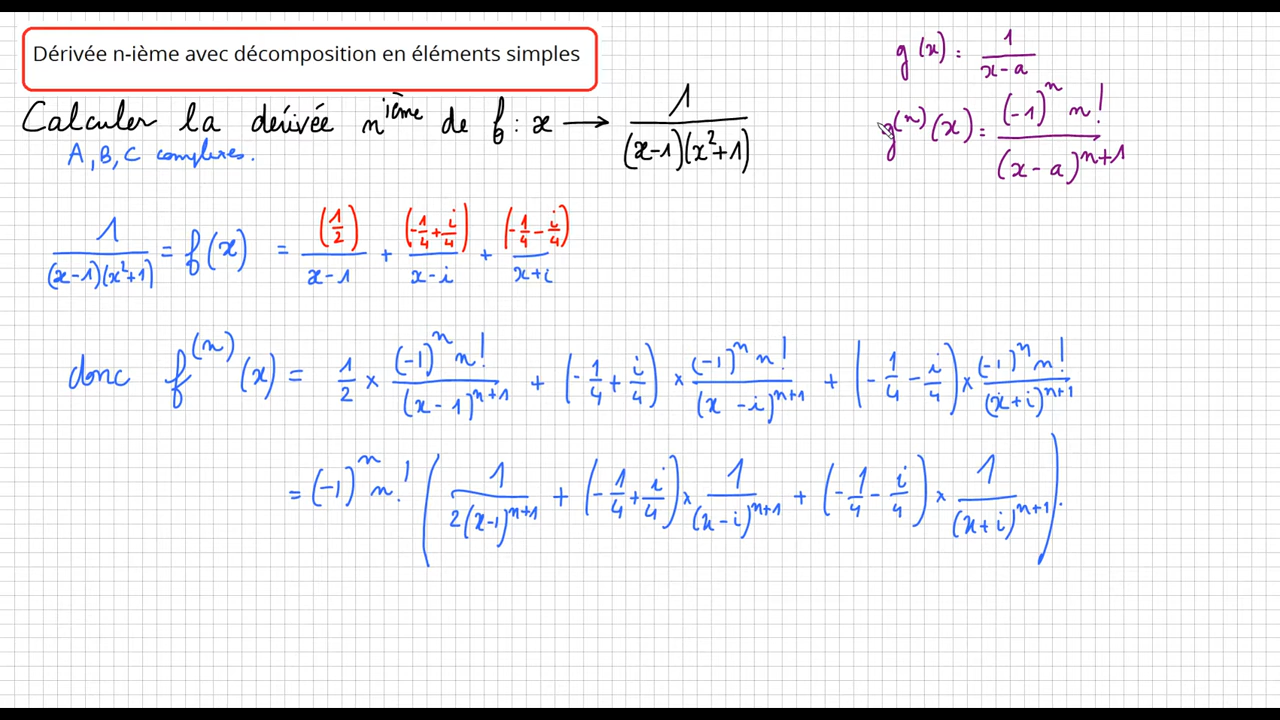 Dérivée n-ième avec décomposition en éléments simples
g(x) = 1/(x-a)
Calculer la dérivée n^ième de f : x → 1/((x-1)(x²+1))
g^(n)(x) = (-1)^n n!/(x-a)^(n+1)
A, B, C complexes.
1/((x-1)(x²+1)) = f(x) = (1/2)/(x-1) + (-1/4 + i/4)/(x-i) + (-1/4 - i/4)/(x+i)
donc f^(n)(x) = 1/2 × (-1)^n n!/(x-1)^(n+1) + (-1/4 + i/4) × (-1)^n n!/(x-i)^(n+1) + (-1/4 - i/4) × (-1)^n n!/(x+i)^(n+1)
= (-1)^n n! (1/(2(x-1)^(n+1)) + (-1/4 + i/4) × 1/(x-i)^(n+1) + (-1/4 - i/4) × 1/(x+i)^(n+1)).